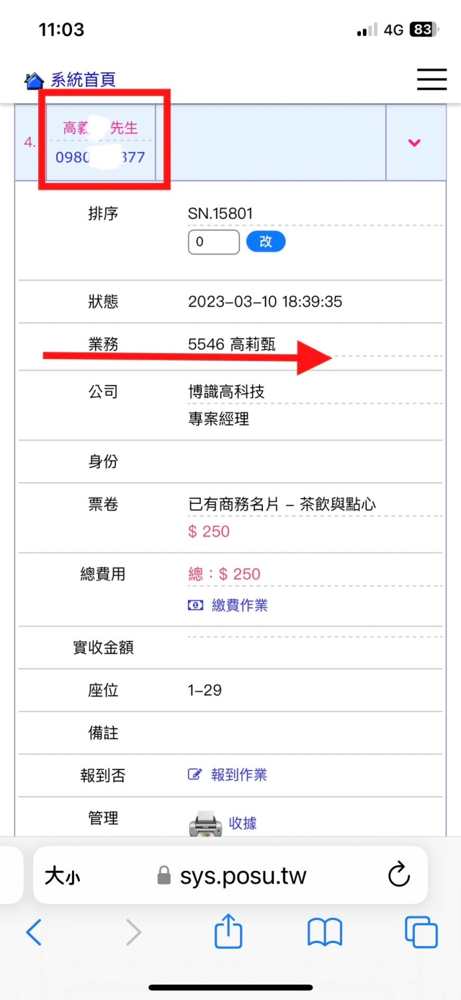 11:03
4G 83
系統首頁
4.
高義 先生
0980 377
排序
SN.15801
0
改
狀態
2023-03-10 18:39:35
業務
5546 高莉甄
公司
博識高科技
專案經理
身份
票卷
已有商務名片 – 茶飲與點心
$ 250
總費用
總：$ 250
繳費作業
實收金額
座位
1-29
備註
報到否
報到作業
管理
收據
大小
sys.posu.tw